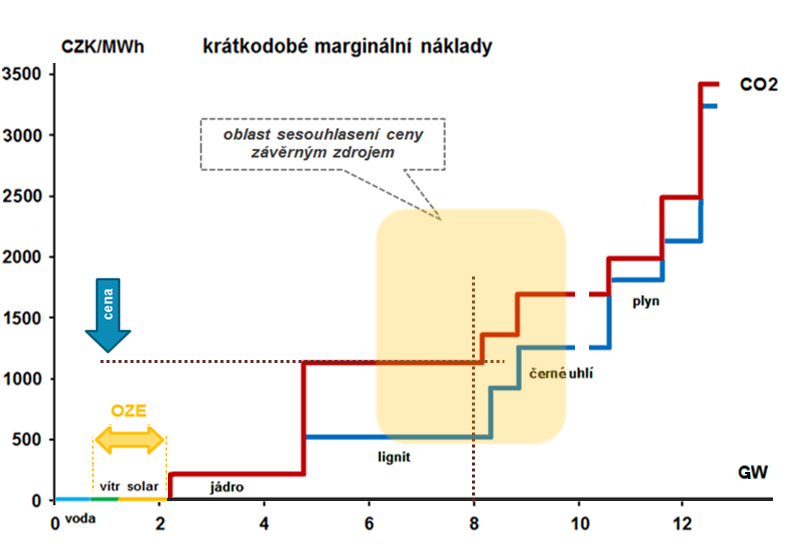 CZK/MWh
krátkodobé marginální náklady
3500
CO2
3000
oblast sesouhlasení ceny
závěrným zdrojem
2500
2000
cena
1500
plyn
1000
černé uhlí
OZE
500
lignit
GW
vítr solar
jádro
0
voda
0 2 4 6 8 10 12